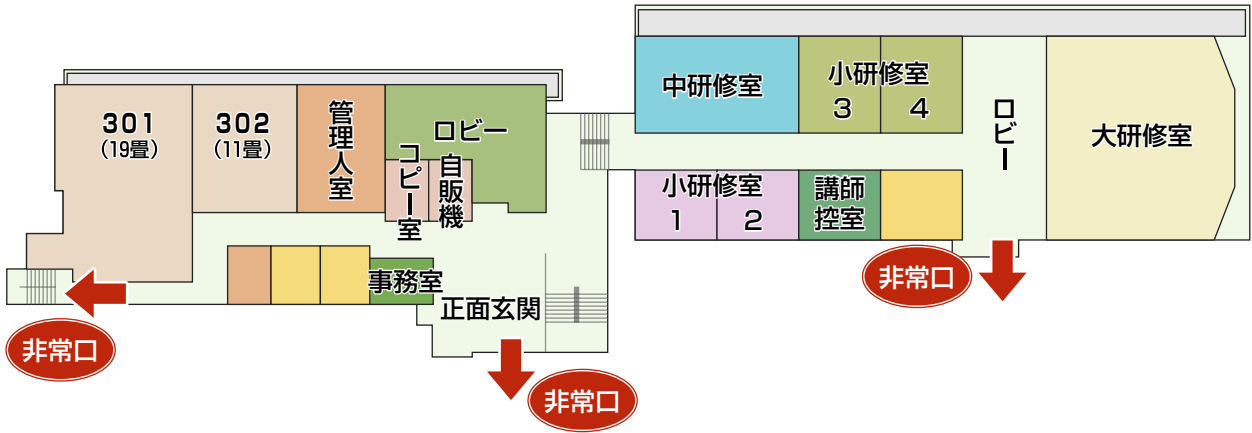 301
(19畳)
302
(11畳)
管理人室
ロビー
コピー室
自販機
事務室
正面玄関
非常口
非常口
中研修室
小研修室
3 4
小研修室
1 2
講師
控室
ロビー
大研修室
非常口